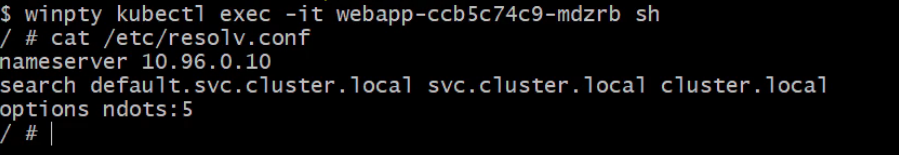 $ winpty kubectl exec -it webapp-ccb5c74c9-mdzrb sh
/ # cat /etc/resolv.conf
nameserver 10.96.0.10
search default.svc.cluster.local svc.cluster.local cluster.local
options ndots:5
/ #